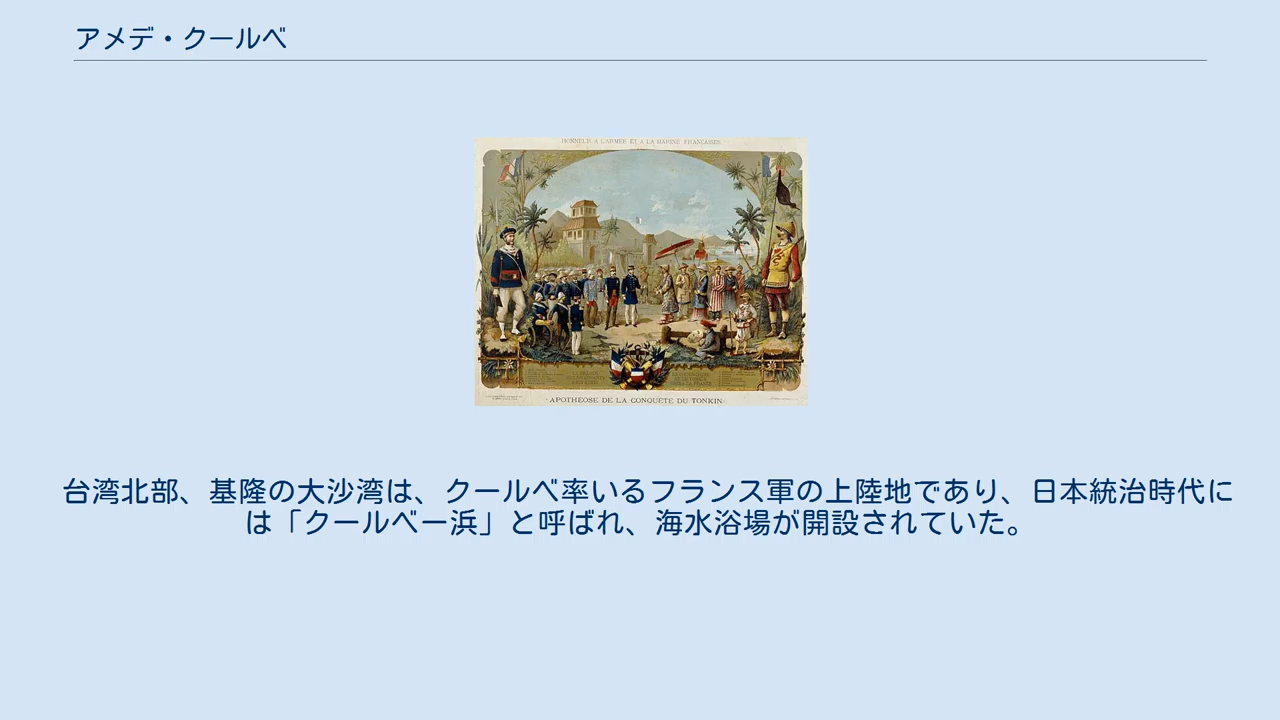 アメデ・クールベ
HONNEUR A L'ARMÉE ET A LA MARINE FRANÇAISES
APOTHÉOSE DE LA CONQUÊTE DU TONKIN
台湾北部、基隆の大沙湾は、クールベ率いるフランス軍の上陸地であり、日本統治時代に
は「クールベー浜」と呼ばれ、海水浴場が開設されていた。